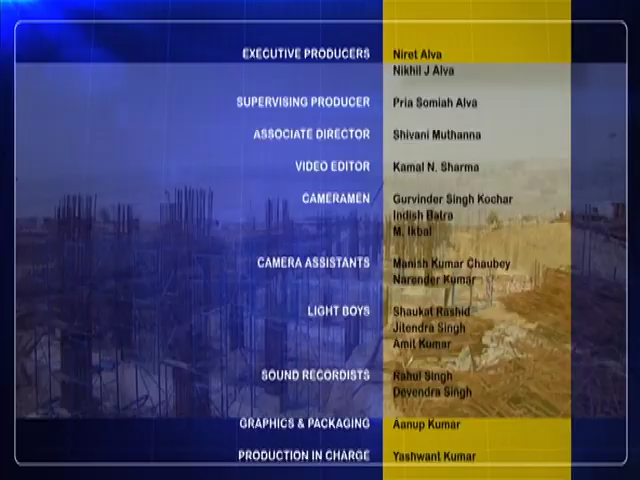 EXECUTIVE PRODUCERS Niret Alva
Nikhil J Alva
SUPERVISING PRODUCER Pria Somiah Alva
ASSOCIATE DIRECTOR Shivani Muthanna
VIDEO EDITOR Kamal N. Sharma
CAMERAMEN Gurvinder Singh Kochar
Indish Batra
M. Ikbal
CAMERA ASSISTANTS Manish Kumar Chaubey
Narender Kumar
LIGHT BOYS Shaukat Rashid
Jitendra Singh
Amit Kumar
SOUND RECORDISTS Rahul Singh
Devendra Singh
GRAPHICS & PACKAGING Aanup Kumar
PRODUCTION IN CHARGE Yashwant Kumar